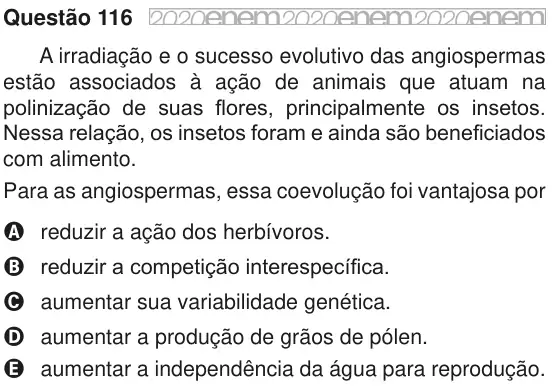 Questão 116 2020enem2020enem2020enem
A irradiação e o sucesso evolutivo das angiospermas
estão associados à ação de animais que atuam na
polinização de suas flores, principalmente os insetos.
Nessa relação, os insetos foram e ainda são beneficiados
com alimento.
Para as angiospermas, essa coevolução foi vantajosa por
A reduzir a ação dos herbívoros.
B reduzir a competição interespecífica.
C aumentar sua variabilidade genética.
D aumentar a produção de grãos de pólen.
E aumentar a independência da água para reprodução.